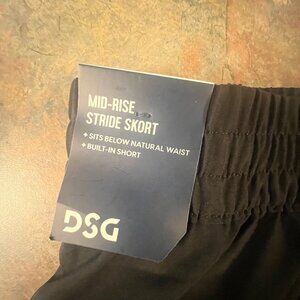 MID-RISE
STRIDE SKORT
+ SITS BELOW NATURAL WAIST
+ BUILT-IN SHORT
DSG